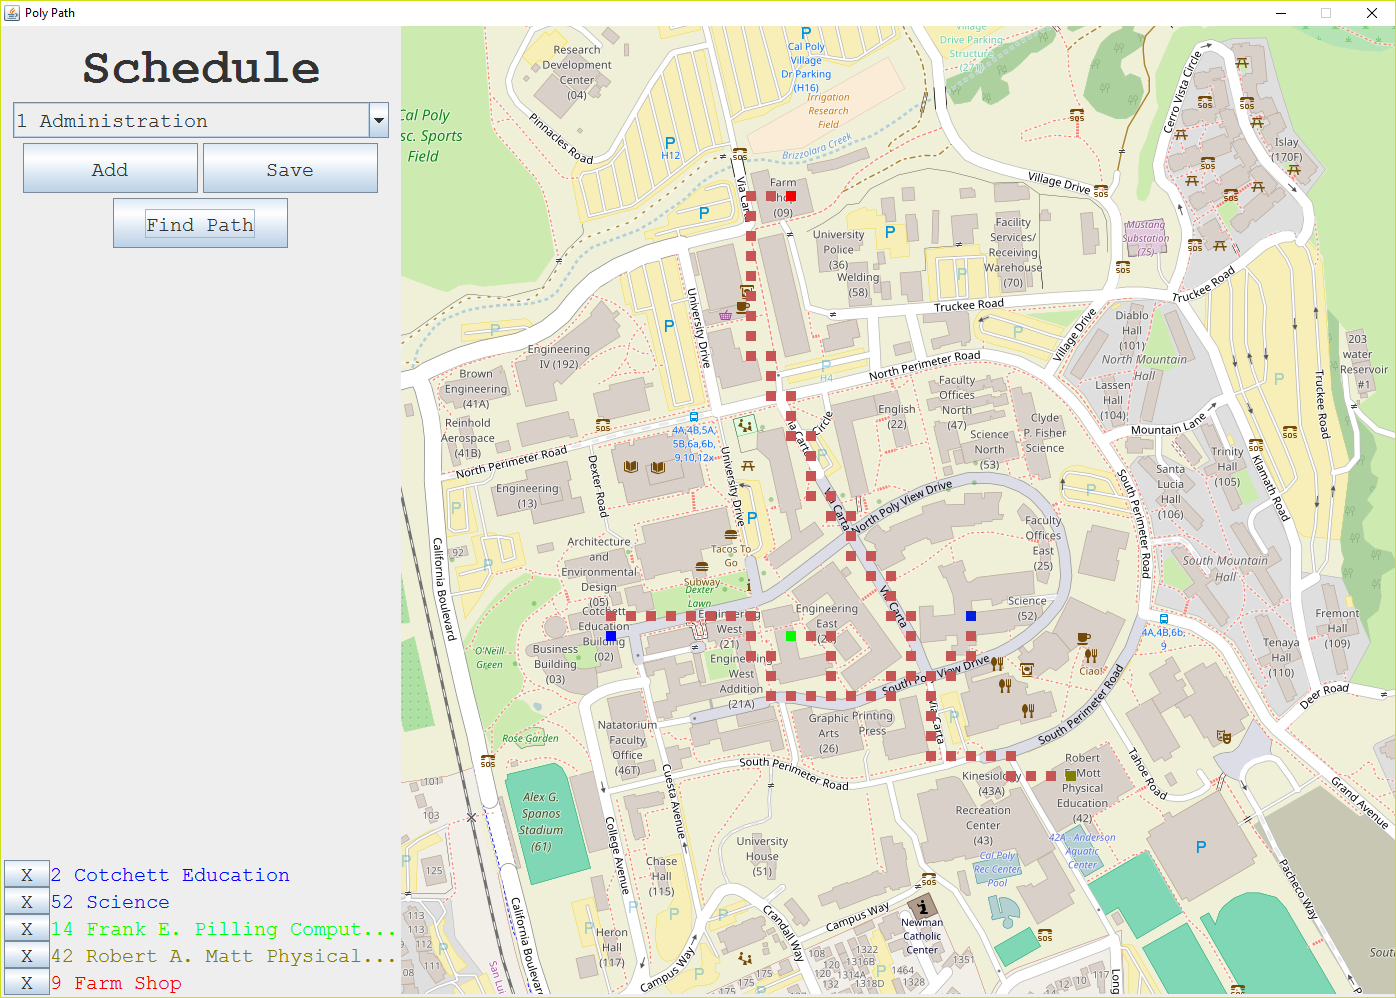 Poly Path
Schedule
1 Administration
Add
Save
Find Path
X
2 Cotchett Education
X
52 Science
X
14 Frank E. Pilling Comput...
X
42 Robert A. Matt Physical...
X
9 Farm Shop
Research
Development
Center
(04)
Pinnacles Road
Cal Poly
sc. Sports
Field
P
H12
P
Cal Poly
Village
Dr Parking
(H16)
Village
Drive Parking
Structure
(271)
Irrigation
Research
Field
Brizzolara Creek
SOS
Cerro Vista Circle
Islay
(170F)
Village Drive
Mustang
Substation
(75)
Farm
(09)
Via Carta
University
Police
(36)
Welding
(58)
P
Facility
Services/
Receiving
Warehouse
(70)
Truckee Road
Truckee Road
Truckee Road
University Drive
Engineering
IV (192)
Brown
Engineering
(41A)
Reinhold
Aerospace
(41B)
North Perimeter Road
North Perimeter Road
H4
Village Drive
Diablo
Hall
(101)
North Mountain
Hall
Lassen
Hall
(104)
Mountain Lane
203
water
Reservoir
#1
4A,4B,5A,
5B,6a,6b,
9,10,12x
Circle
Via Carta
English
(22)
Faculty
Offices
North
(47)
Science
North
(53)
Clyde
P. Fisher
Science
Engineering
(13)
Dexter Road
University Drive
Via Carta
North Poly View Drive
South Perimeter Road
Santa
Lucia
Hall
(106)
Trinity
Hall
(105)
Klamath Road
92
California Boulevard
Architecture
and
Environmental
Design
(05)
Tacos To
Go
Subway
Dexter
Lawn
Faculty
Offices
East
(25)
South Mountain
Hall
Cotchett
Education
Building
(02)
Engineering
West
(21)
Engineering
East
Via Carta
Science
(52)
4A,4B,6b,
9
Fremont
Hall
(109)
O'Neill
Green
Business
Building
(03)
Engineering
West
Addition
(21A)
South Poly View Drive
Ciao!
Tenaya
Hall
(110)
Deer Road
Rose Garden
Natatorium
Faculty
Office
(46T)
Graphic
Arts
(26)
Printing
Press
Via Carta
South Perimeter Road
South Perimeter Road
Tahoe Road
101
103
Alex G.
Spanos
Stadium
(61)
Cuesta Avenue
College Avenue
Kinesiology
(43A)
Robert
Mott
Physical
Education
(42)
Recreation
Center
(43)
42A - Anderson
Aquatic
Center
Cal Poly
Rec Center
Pool
Grand Avenue
University
House
(51)
Chase
Hall
(115)
125
113
111
108
California Boulevard
Heron
Hall
(117)
Campus Way
Campus Way
Crandall Way
Newman
Catholic
Center
Pacheco Way
175
175
108
120
1322
1316B
1314A
1318D
1464
1328
1351
12
10
117
Long
San Lui
Sout